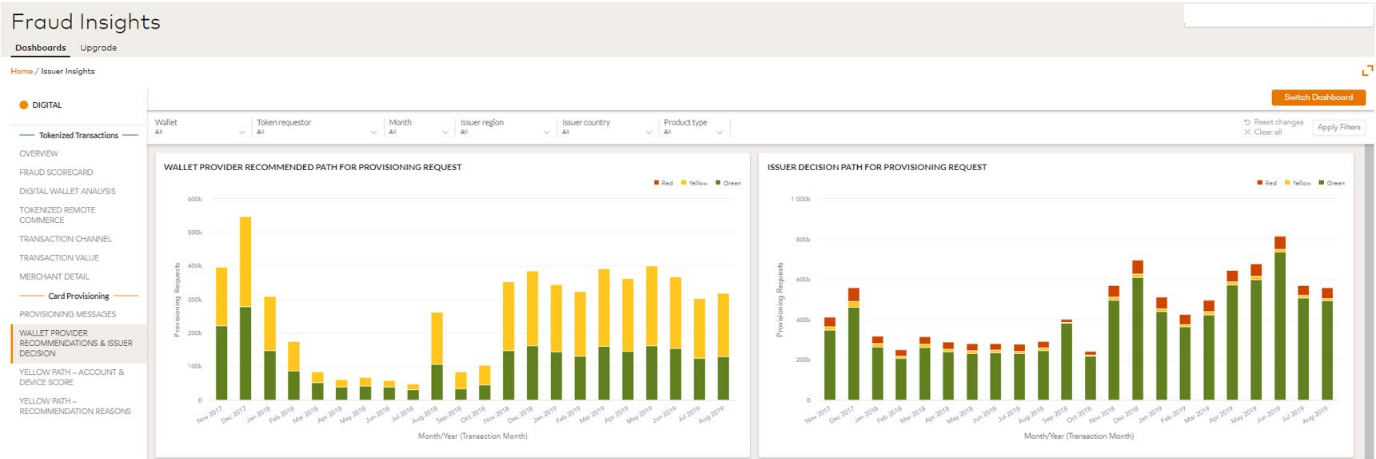 Fraud Insights
Dashboards Upgrade
Home / Issuer Insights
DIGITAL
Switch Dashboard
Wallet
All
Token requestor
All
Month
All
Issuer region
All
Issuer country
All
Product type
All
Reset changes
Clear all
Apply Filters
Tokenized Transactions
OVERVIEW
FRAUD SCORECARD
DIGITAL WALLET ANALYSIS
TOKENIZED REMOTE
COMMERCE
TRANSACTION CHANNEL
TRANSACTION VALUE
MERCHANT DETAIL
Card Provisioning
PROVISIONING MESSAGES
WALLET PROVIDER
RECOMMENDATIONS & ISSUER
DECISION
YELLOW PATH – ACCOUNT &
DEVICE SCORE
YELLOW PATH –
RECOMMENDATION REASONS
WALLET PROVIDER RECOMMENDED PATH FOR PROVISIONING REQUEST
Red Yellow Green
600k
500k
400k
300k
200k
100k
0
Provisioning Requests
Nov 2017 Dec 2017 Jan 2018 Feb 2018 Mar 2018 Apr 2018 May 2018 Jun 2018 Jul 2018 Aug 2018 Sep 2018 Oct 2018 Nov 2018 Dec 2018 Jan 2019 Feb 2019 Mar 2019 Apr 2019 May 2019 Jun 2019 Jul 2019 Aug 2019
Month/Year (Transaction Month)
ISSUER DECISION PATH FOR PROVISIONING REQUEST
Red Yellow Green
1 000k
800k
600k
400k
200k
0
Provisioning Requests
Nov 2017 Dec 2017 Jan 2018 Feb 2018 Mar 2018 Apr 2018 May 2018 Jun 2018 Jul 2018 Aug 2018 Sep 2018 Oct 2018 Nov 2018 Dec 2018 Jan 2019 Feb 2019 Mar 2019 Apr 2019 May 2019 Jun 2019 Jul 2019 Aug 2019
Month/Year (Transaction Month)